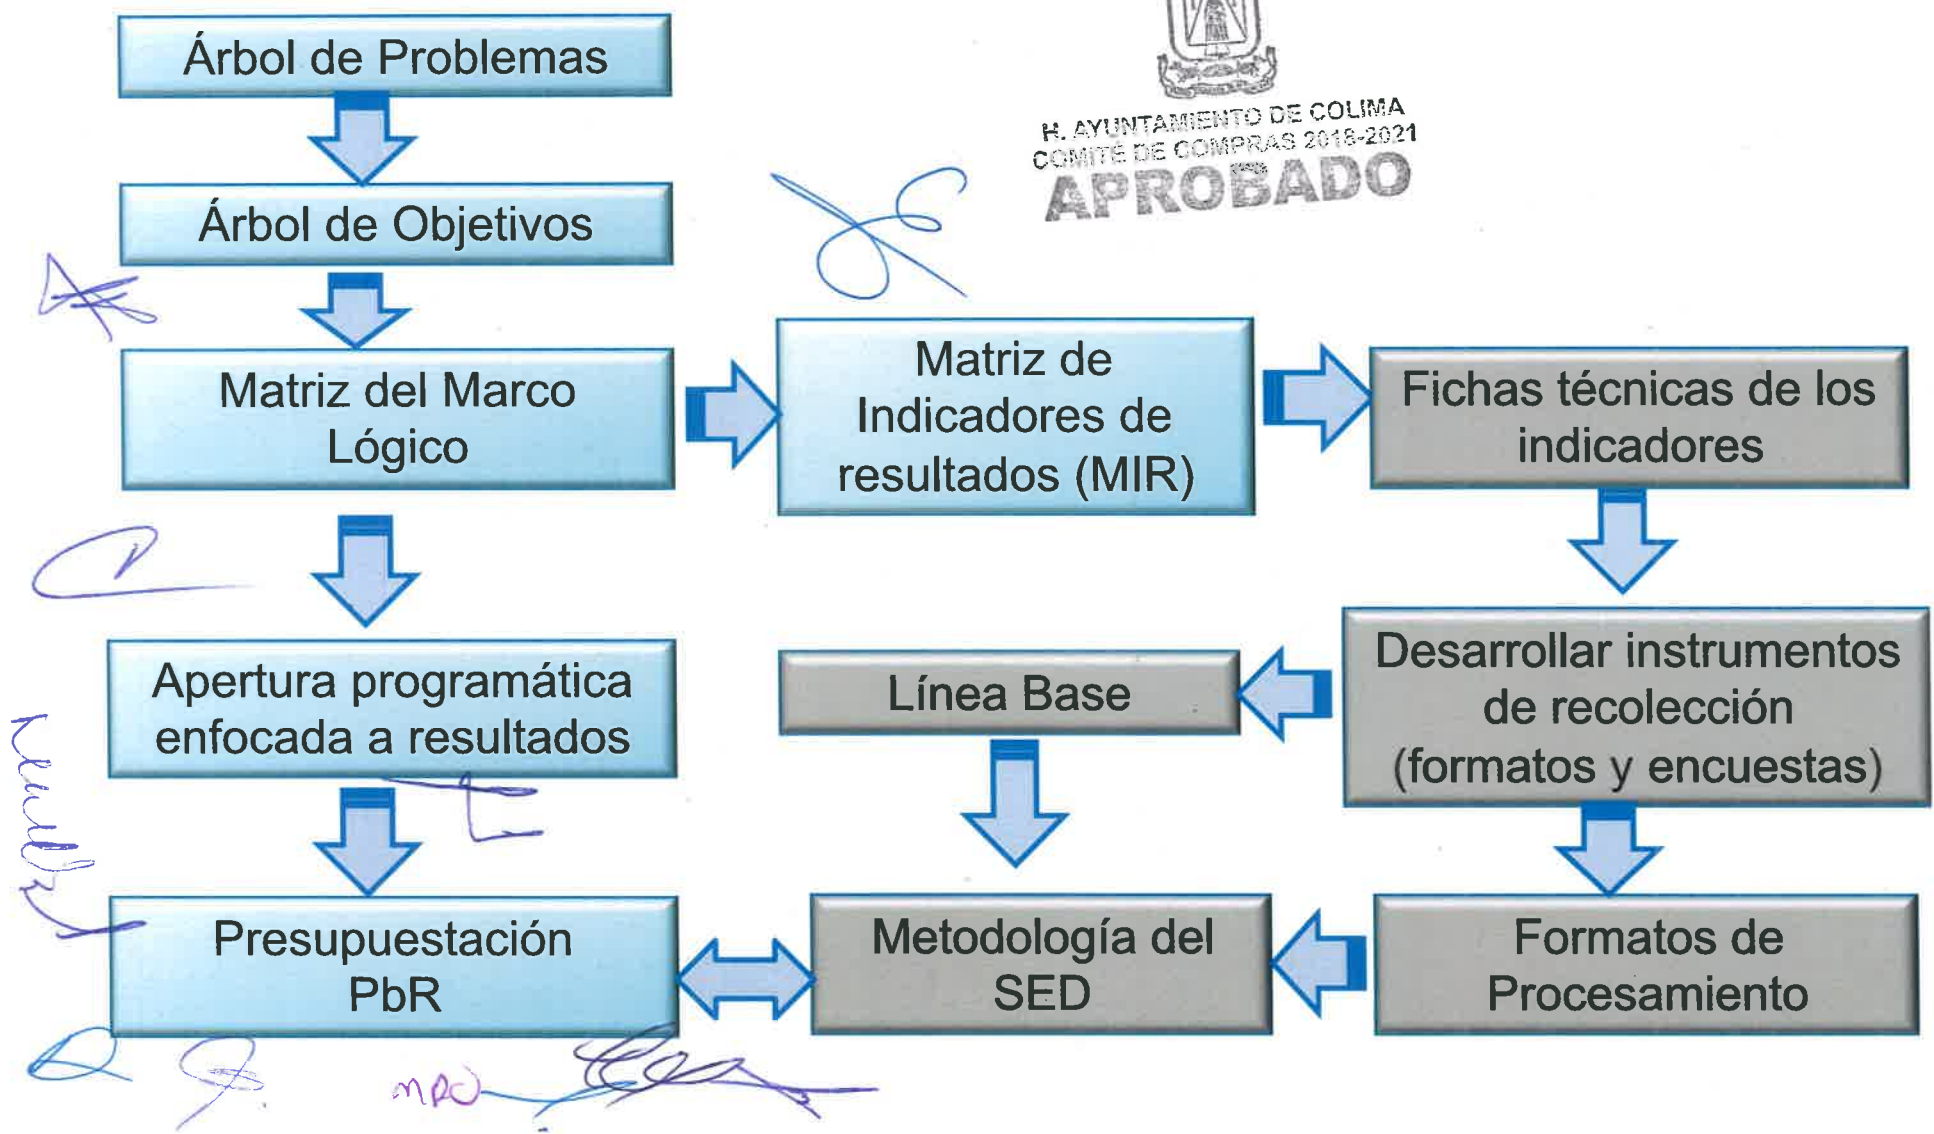 Árbol de Problemas
H. AYUNTAMIENTO DE COLIMA
COMITÉ DE COMPRAS 2018-2021
APROBADO
Árbol de Objetivos
Matriz del Marco
Lógico
Matriz de
Indicadores de
resultados (MIR)
Fichas técnicas de los
indicadores
Apertura programática
enfocada a resultados
Línea Base
Desarrollar instrumentos
de recolección
(formatos y encuestas)
Presupuestación
PbR
Metodología del
SED
Formatos de
Procesamiento